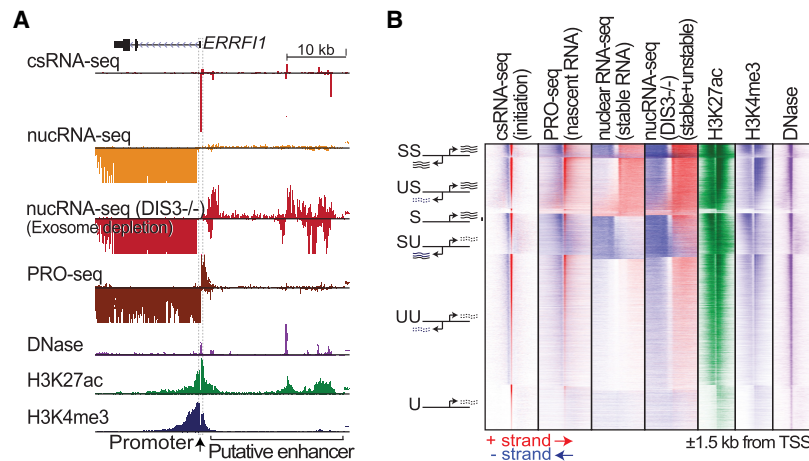 A
ERRFI1
10 kb
csRNA-seq
nucRNA-seq
nucRNA-seq (DIS3-/-)
(Exosome depletion)
PRO-seq
DNase
H3K27ac
H3K4me3
Promoter
Putative enhancer
B
csRNA-seq
(initiation)
PRO-seq
(nascent RNA)
nuclear RNA-seq
(stable RNA)
nucRNA-seq
(DIS3-/-)
(stable+unstable)
H3K27ac
H3K4me3
DNase
SS
US
S
SU
UU
U
+ strand →
- strand ←
±1.5 kb from TSS